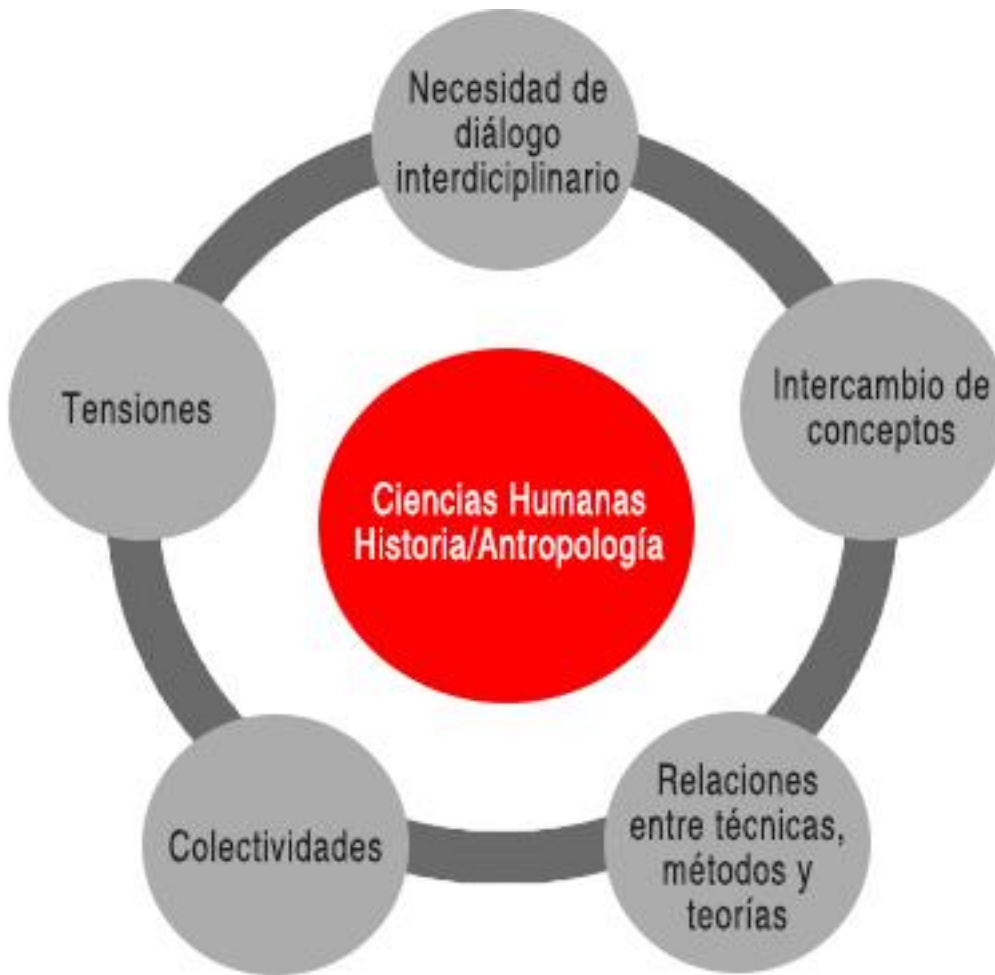 Necesidad de
diálogo
interdiciplinario
Intercambio de
conceptos
Relaciones
entre técnicas,
métodos y
teorías
Colectividades
Tensiones
Ciencias Humanas
Historia/Antropología